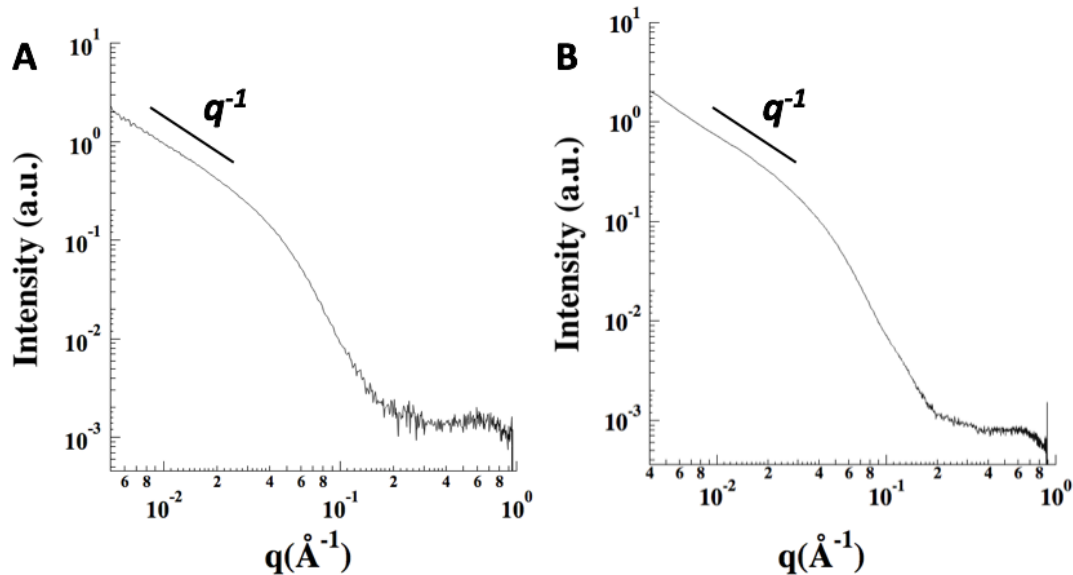 A
q⁻¹
10¹
10⁰
10⁻¹
10⁻²
10⁻³
Intensity (a.u.)
6 8 2 4 6 8 2 4 6 8
10⁻² 10⁻¹ 10⁰
q(Å⁻¹)
B
q⁻¹
10¹
10⁰
10⁻¹
10⁻²
10⁻³
Intensity (a.u.)
4 6 8 2 4 6 8 2 4 6 8
10⁻² 10⁻¹ 10⁰
q(Å⁻¹)